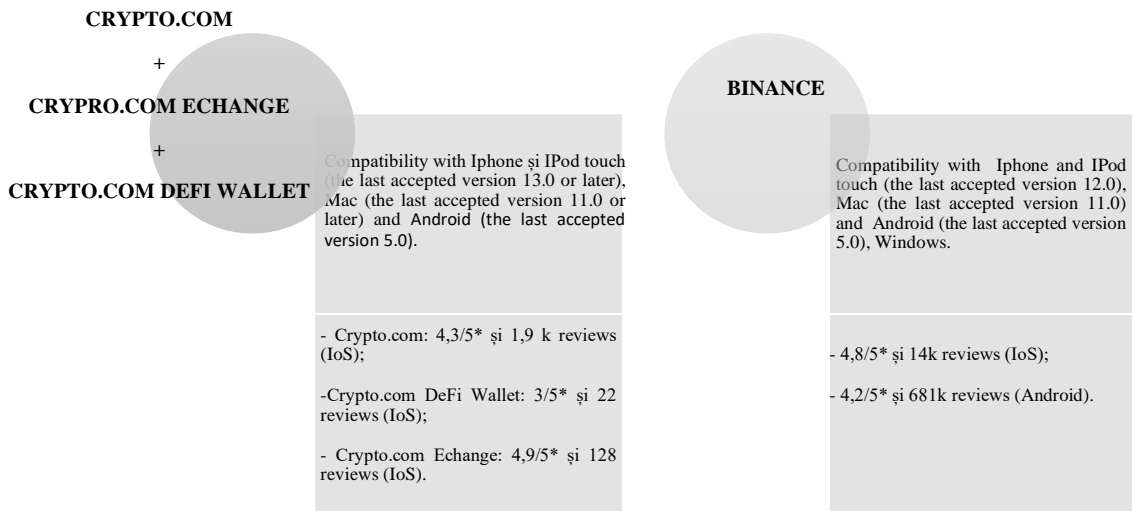 CRYPTO.COM
+
CRYPRO.COM ECHANGE
+
CRYPTO.COM DEFI WALLET
Compatibility with Iphone și IPod touch
(the last accepted version 13.0 or later),
Mac (the last accepted version 11.0 or
later) and Android (the last accepted
version 5.0).
- Crypto.com: 4,3/5* și 1,9 k reviews
(IoS);
-Crypto.com DeFi Wallet: 3/5* și 22
reviews (IoS);
- Crypto.com Echange: 4,9/5* și 128
reviews (IoS).
BINANCE
Compatibility with Iphone and IPod
touch (the last accepted version 12.0),
Mac (the last accepted version 11.0)
and Android (the last accepted version
5.0), Windows.
- 4,8/5* și 14k reviews (IoS);
- 4,2/5* și 681k reviews (Android).